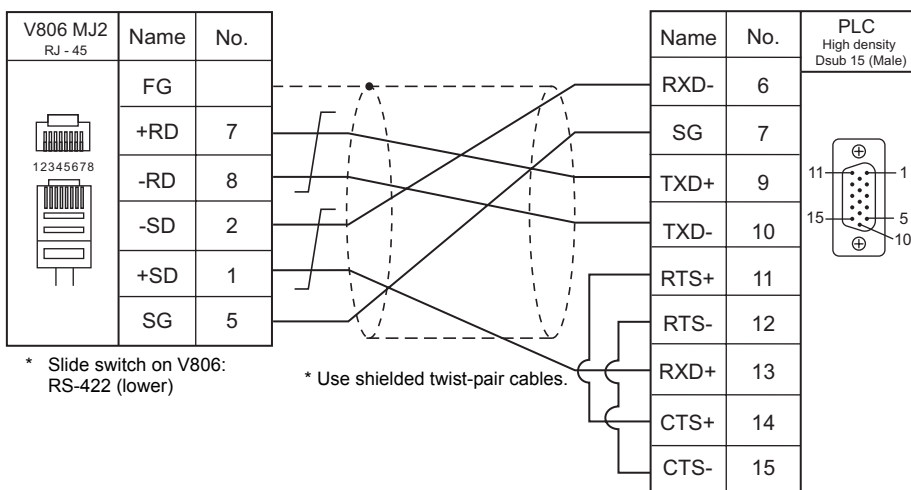 V806 MJ2
RJ - 45
Name No.
FG
+RD 7
-RD 8
-SD 2
+SD 1
SG 5
12345678
* Slide switch on V806:
RS-422 (lower)
* Use shielded twist-pair cables.
Name No.
PLC
High density
Dsub 15 (Male)
RXD- 6
SG 7
TXD+ 9
TXD- 10
RTS+ 11
RTS- 12
RXD+ 13
CTS+ 14
CTS- 15
11 1
15 5
10